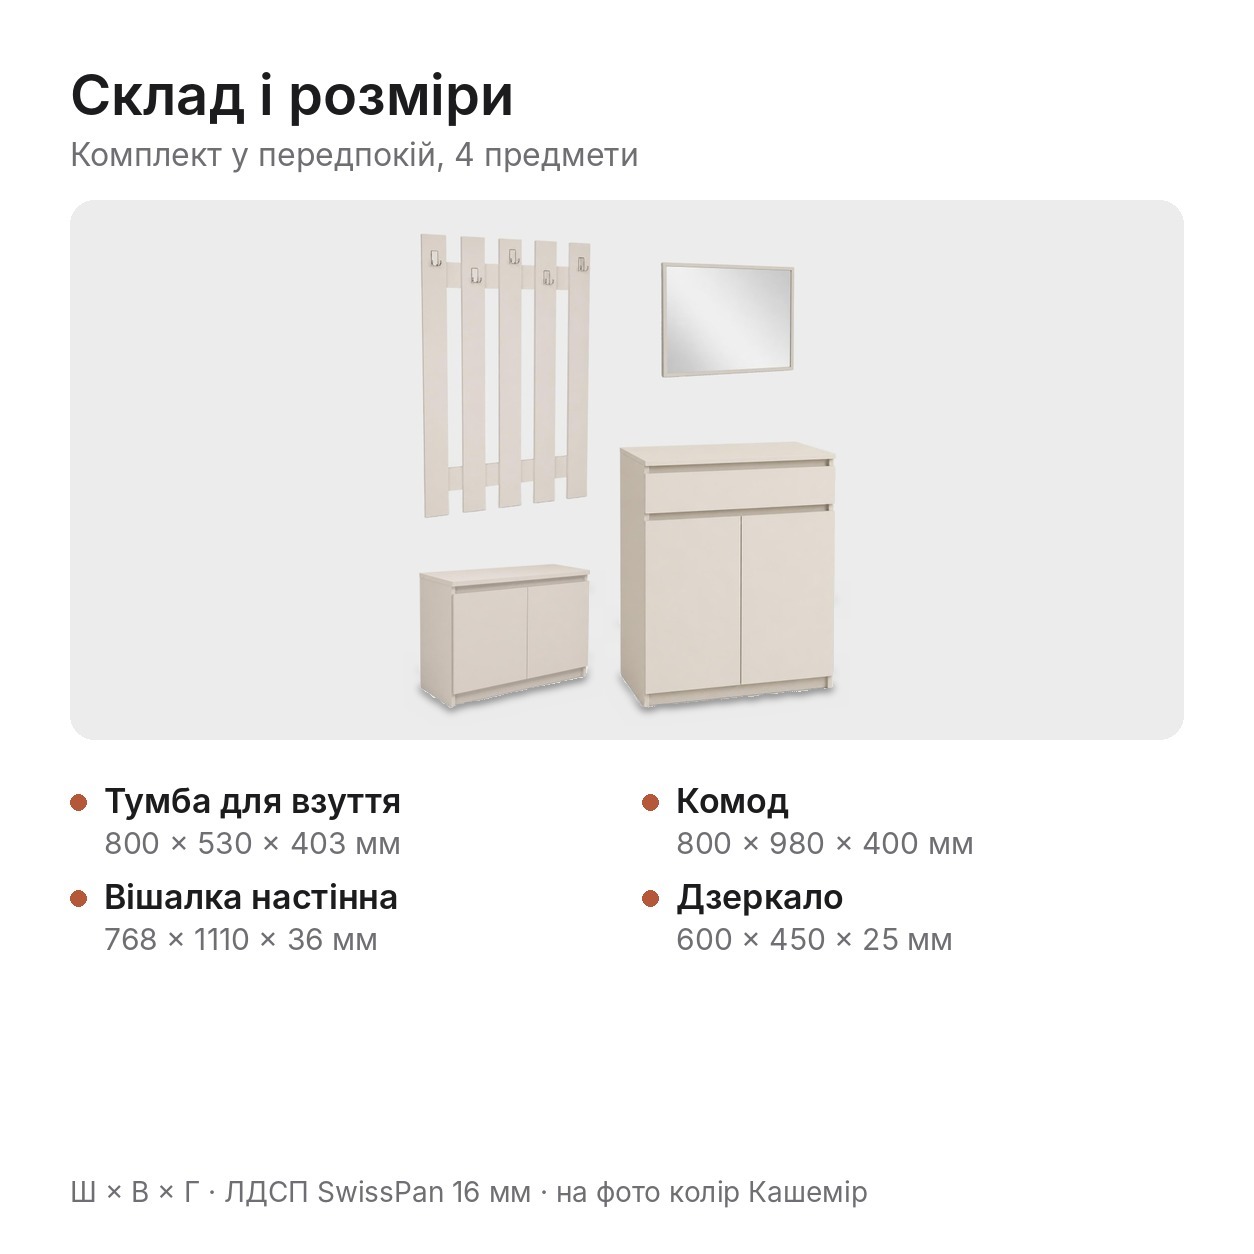 Склад і розміри
Комплект у передпокій, 4 предмети
Тумба для взуття
800 × 530 × 403 мм
Комод
800 × 980 × 400 мм
Вішалка настінна
768 × 1110 × 36 мм
Дзеркало
600 × 450 × 25 мм
Ш × В × Г · ЛДСП SwissPan 16 мм · на фото колір Кашемір